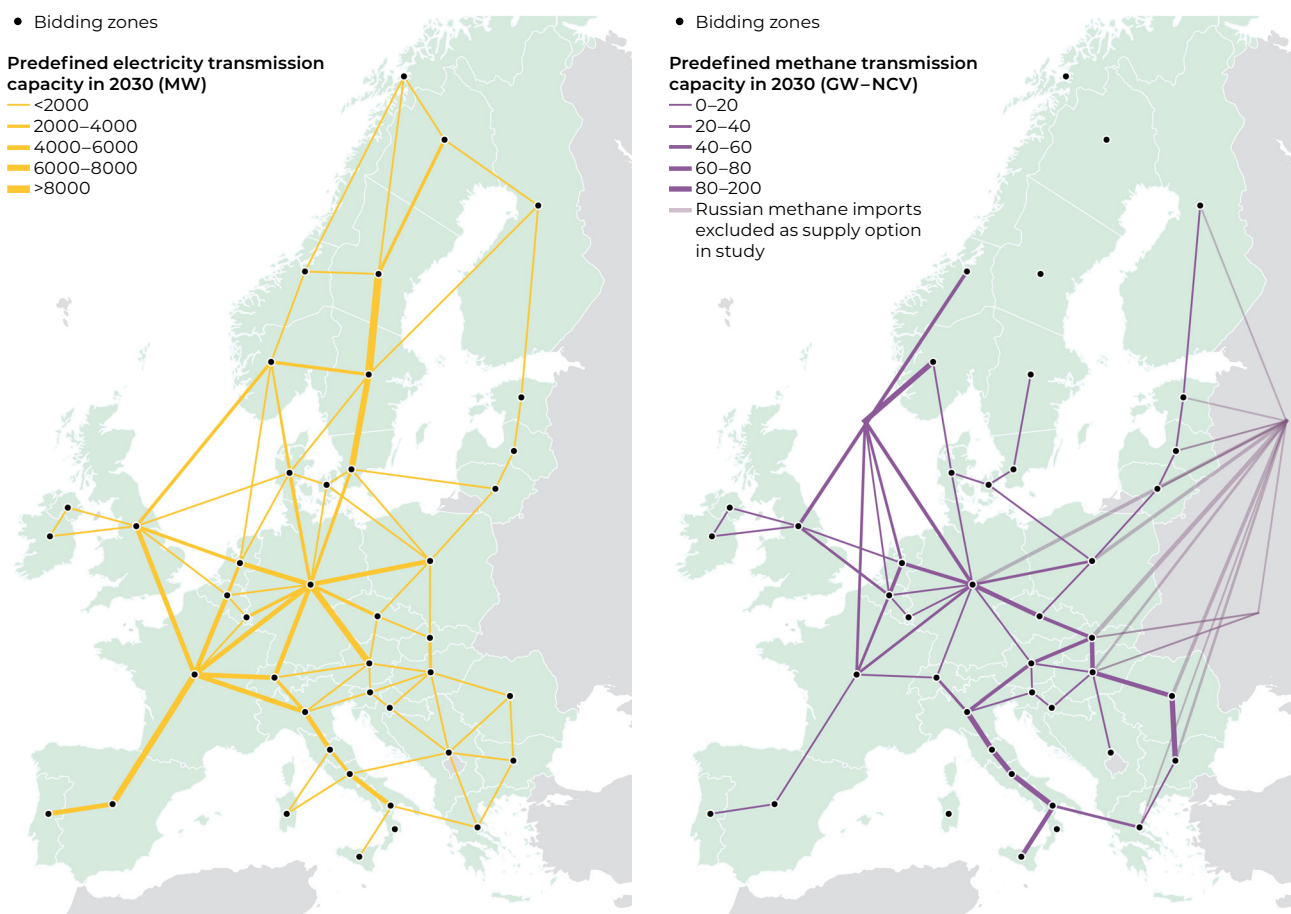 Bidding zones
Predefined electricity transmission
capacity in 2030 (MW)
<2000
2000–4000
4000–6000
6000–8000
>8000
Bidding zones
Predefined methane transmission
capacity in 2030 (GW–NCV)
0–20
20–40
40–60
60–80
80–200
Russian methane imports
excluded as supply option
in study